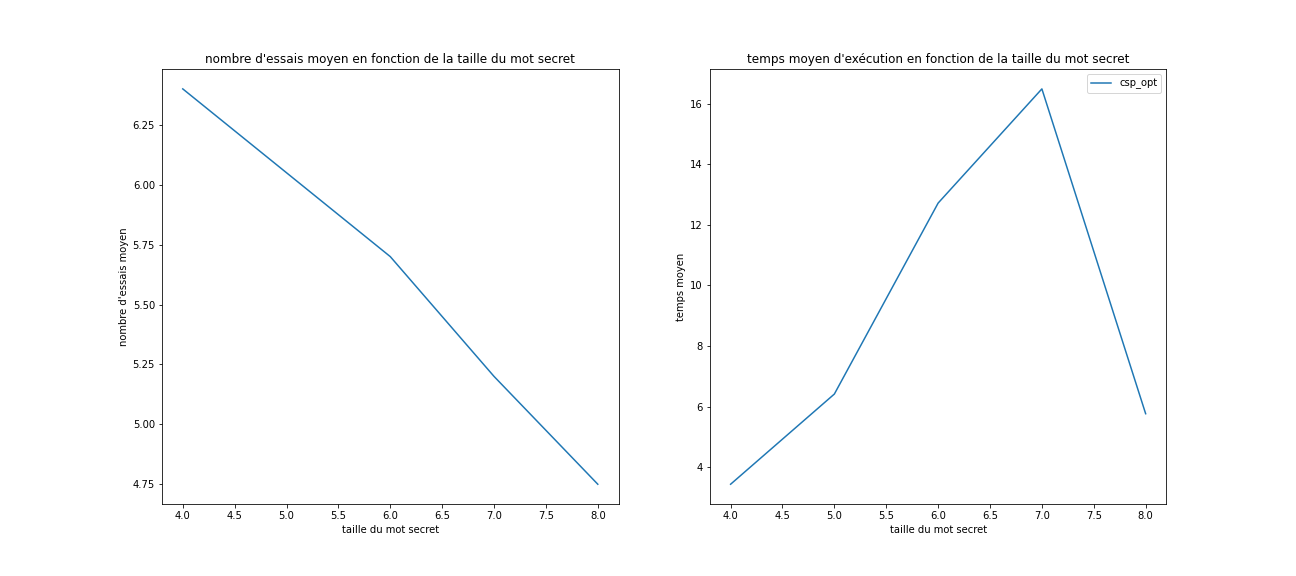 nombre d'essais moyen en fonction de la taille du mot secret
nombre d'essais moyen
6.25
6.00
5.75
5.50
5.25
5.00
4.75
4.0 4.5 5.0 5.5 6.0 6.5 7.0 7.5 8.0
taille du mot secret
temps moyen d'exécution en fonction de la taille du mot secret
csp_opt
temps moyen
16
14
12
10
8
6
4
4.0 4.5 5.0 5.5 6.0 6.5 7.0 7.5 8.0
taille du mot secret